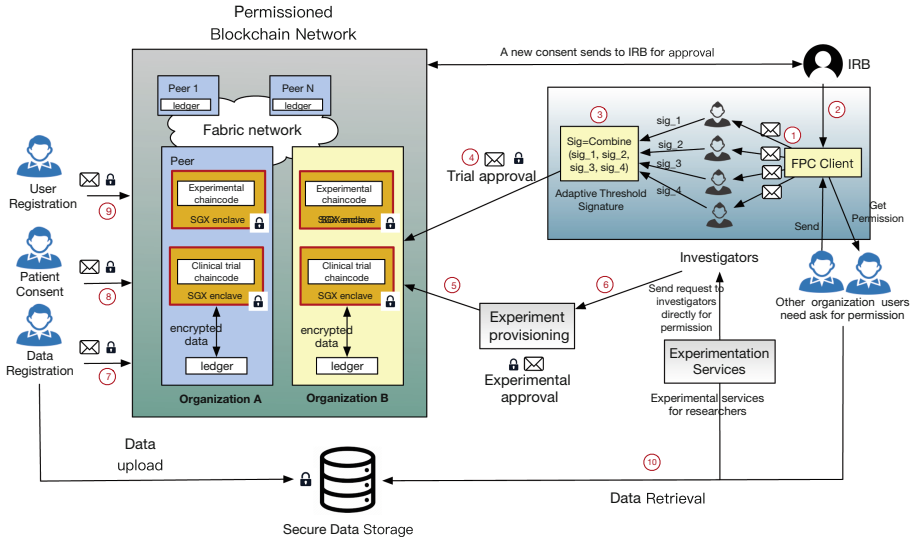 Permissioned
Blockchain Network
A new consent sends to IRB for approval
IRB
Peer 1
ledger
Peer N
ledger
Fabric network
2
3
1
sig_1
sig_2
sig_3
sig_4
Sig=Combine
(sig_1, sig_2,
sig_3, sig_4)
FPC Client
Adaptive Threshold
Signature
Send
Get
Permission
4
Trial approval
Peer
Experimental
chaincode
SGX enclave
Clinical trial
chaincode
SGX enclave
encrypted
data
ledger
Organization A
Experimental
chaincode
SGX enclave
Clinical trial
chaincode
SGX enclave
encrypted
data
ledger
Organization B
User
Registration
9
Patient
Consent
8
Data
Registration
7
5
6
Experiment
provisioning
Experimental
approval
Investigators
Send request to
investigators
directly for
permission
Other organization users
need ask for permission
Experimentation
Services
Experimental services
for researchers
Data
upload
10
Data Retrieval
Secure Data Storage